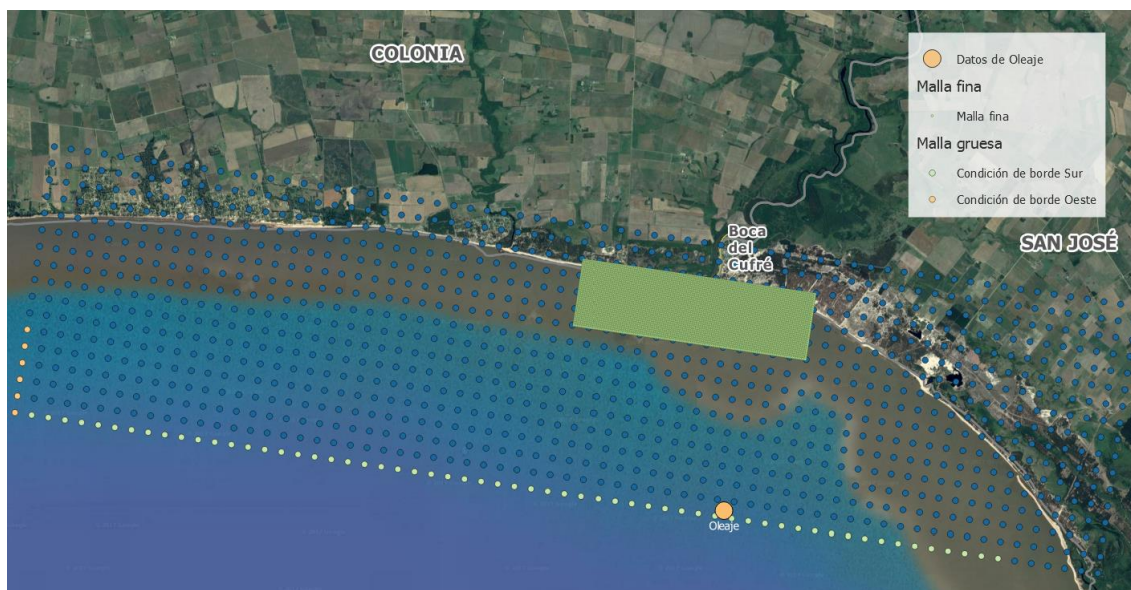 COLONIA
Datos de Oleaje
Malla fina
Malla fina
Malla gruesa
Condición de borde Sur
Condición de borde Oeste
Boca
del
Cufré
SAN JOSÉ
Oleaje